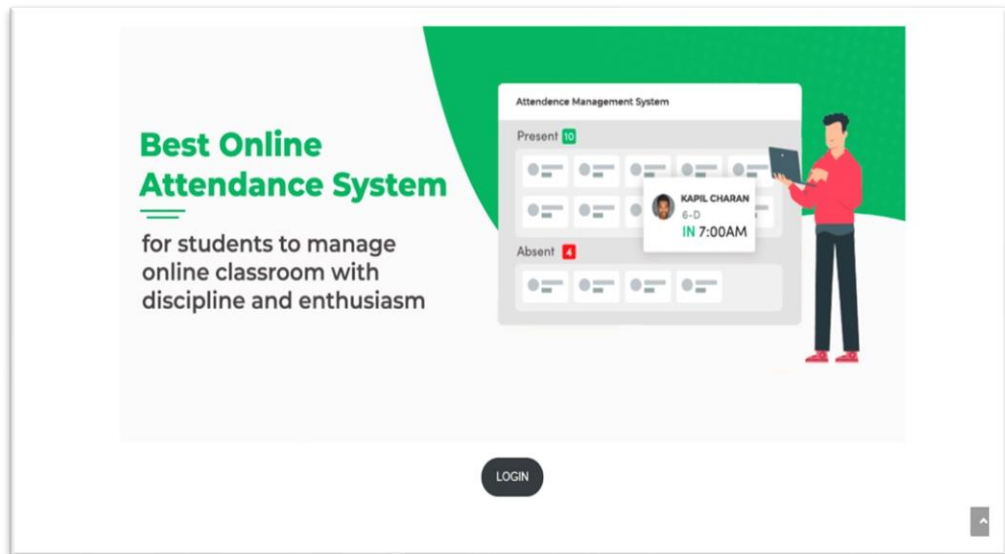 Best Online
Attendance System
for students to manage
online classroom with
discipline and enthusiasm
Attendence Management System
Present 10
KAPIL CHARAN
6-D
IN 7:00AM
Absent 4
LOGIN